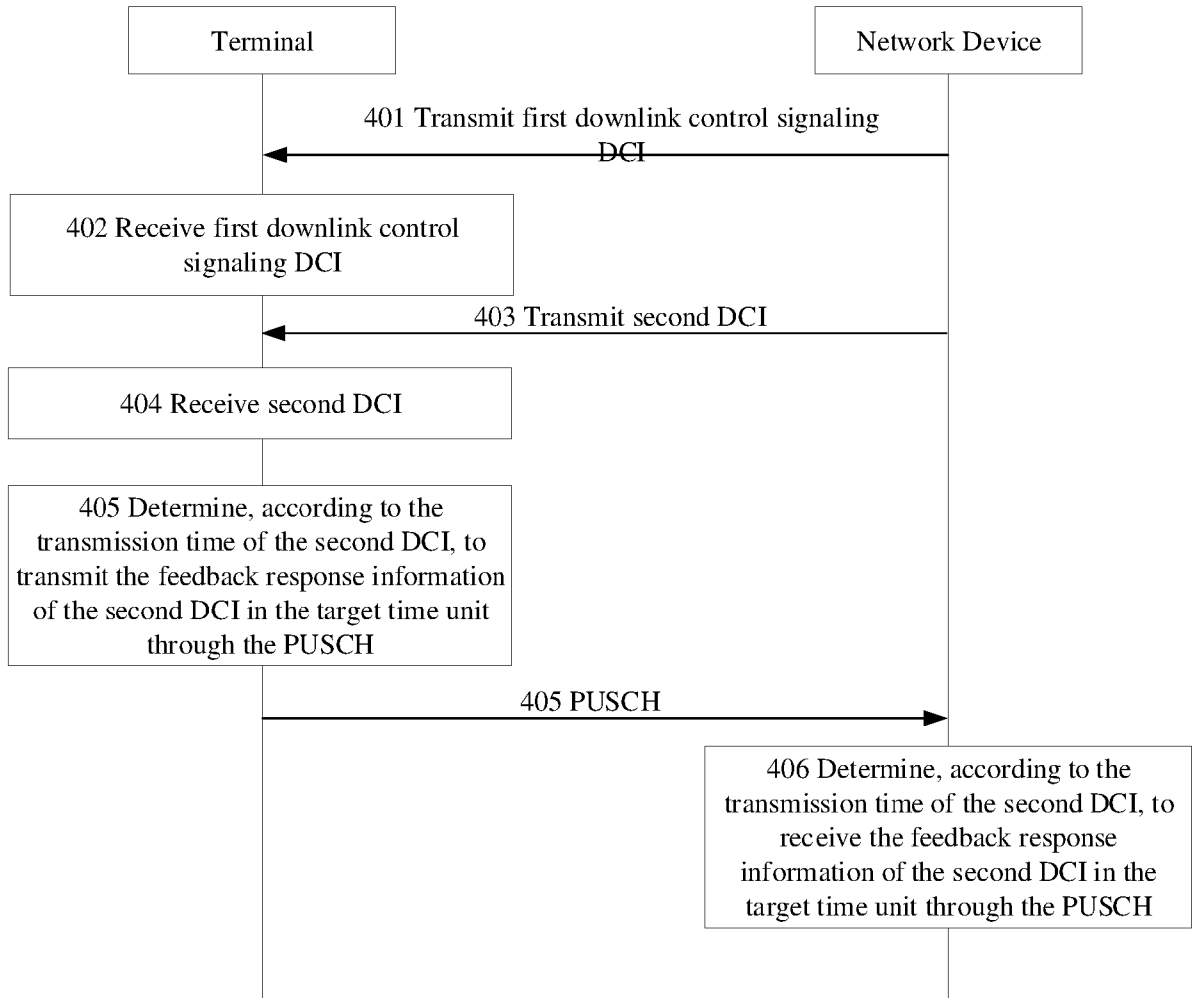 Terminal
Network Device
401 Transmit first downlink control signaling
DCI
402 Receive first downlink control
signaling DCI
403 Transmit second DCI
404 Receive second DCI
405 Determine, according to the
transmission time of the second DCI, to
transmit the feedback response information
of the second DCI in the target time unit
through the PUSCH
405 PUSCH
406 Determine, according to the
transmission time of the second DCI, to
receive the feedback response
information of the second DCI in the
target time unit through the PUSCH